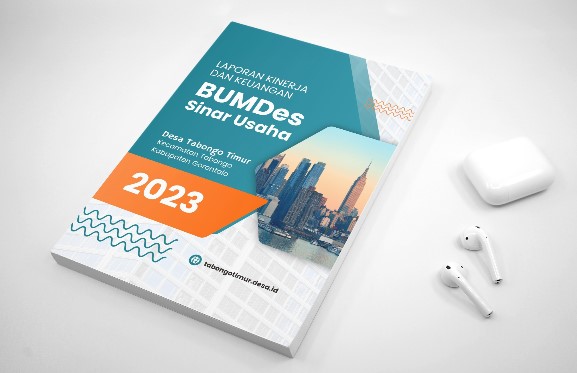 LAPORAN KINERJA
DAN KEUANGAN
BUMDes
Sinar Usaha
Desa Tabongo Timur
Kecamatan Tabongo
Kabupaten Gorontalo
2023
tabongotimur.desa.id